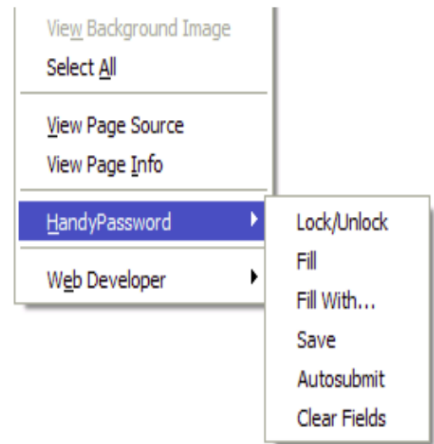 View Background Image
Select All
View Page Source
View Page Info
HandyPassword
Web Developer
Lock/Unlock
Fill
Fill With...
Save
Autosubmit
Clear Fields